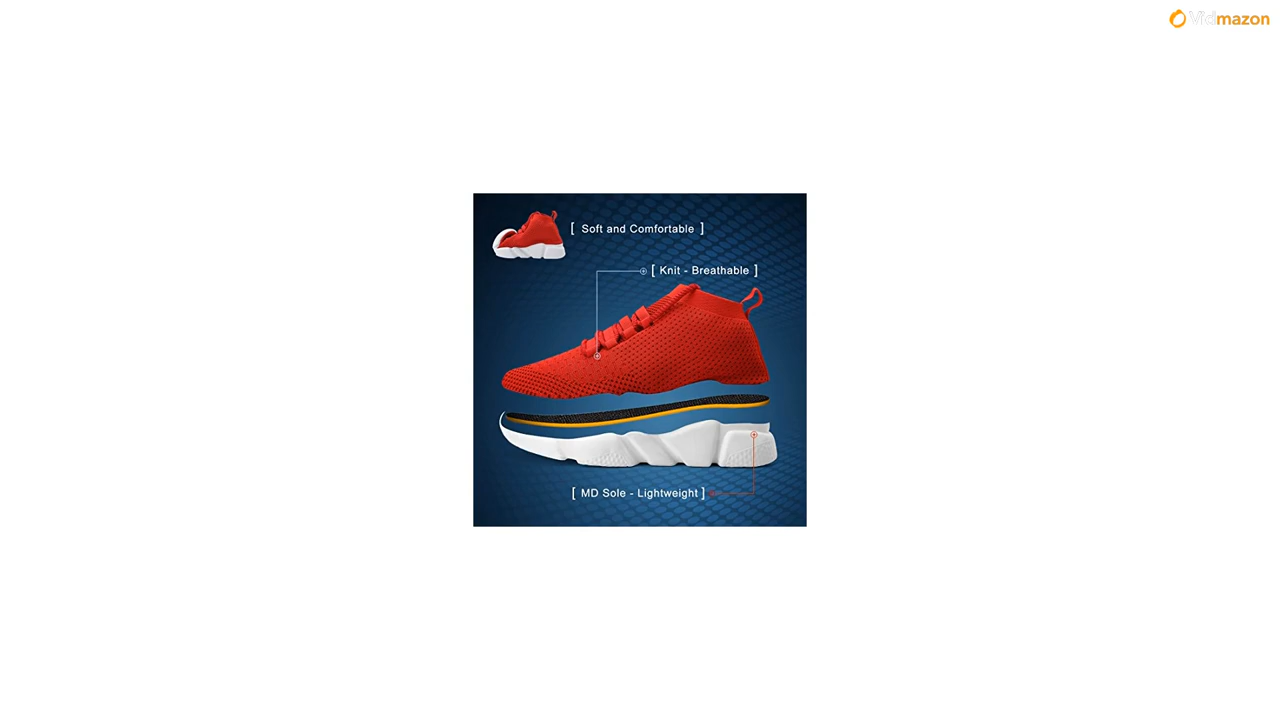 Vidmazon
[ Soft and Comfortable ]
[ Knit - Breathable ]
[ MD Sole - Lightweight ]